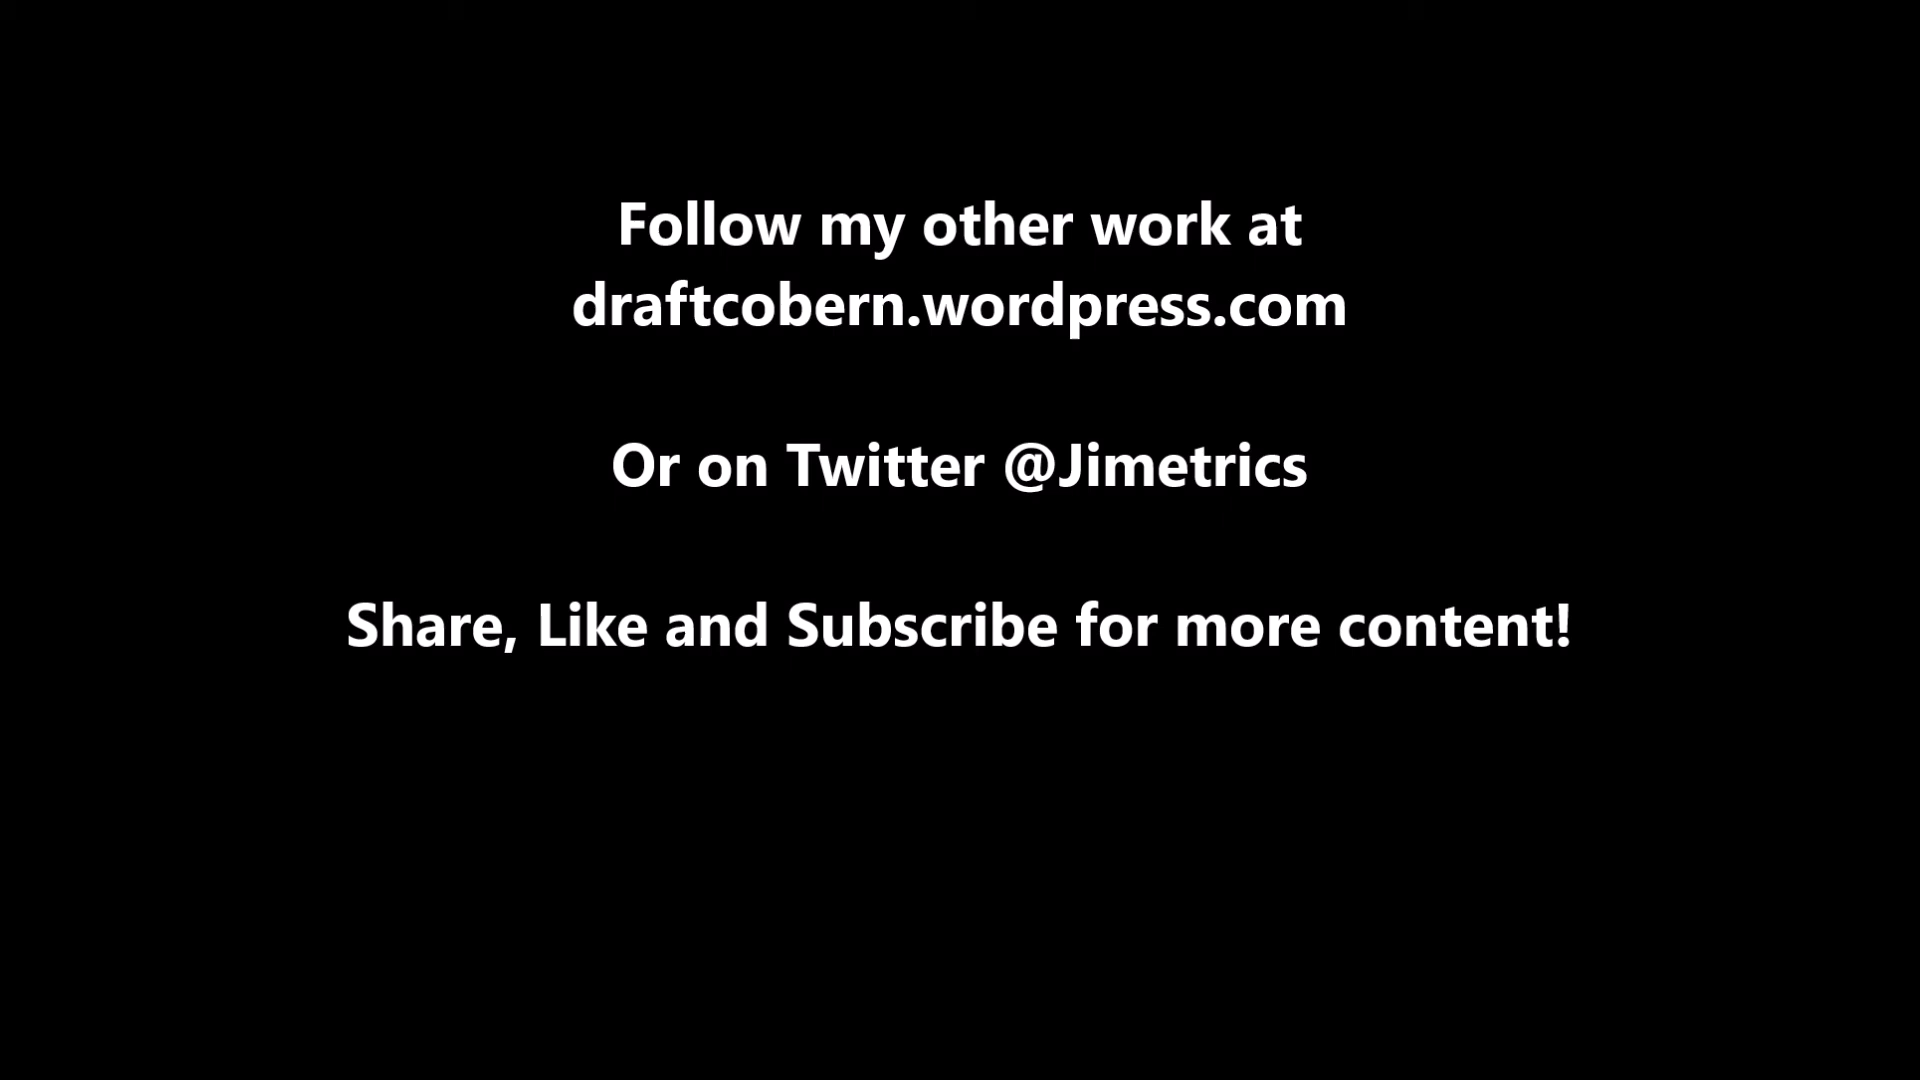 Follow my other work at
draftcobern.wordpress.com
Or on Twitter @Jimetrics
Share, Like and Subscribe for more content!